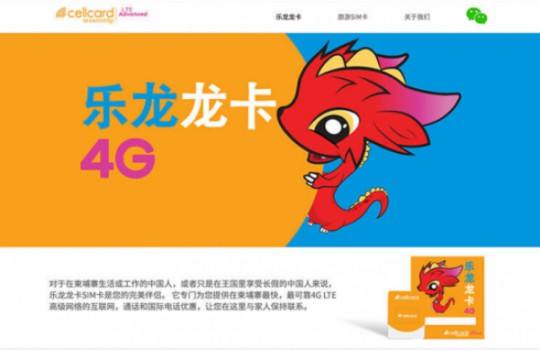 cellcard LTE Advanced
乐龙龙卡
旅游SIM卡
关于我们
乐龙龙卡
4G
对于在柬埔寨生活或工作的中国人，或者只是在王国里享受长假的中国人来说，
乐龙龙卡SIM卡是您的完美伴侣。 它专门为您提供在柬埔寨最快，最可靠4G LTE
高级网络的互联网，通话和国际电话优惠，让您在这里与家人保持联系。
乐龙龙卡
4G
cellcard
cellcard